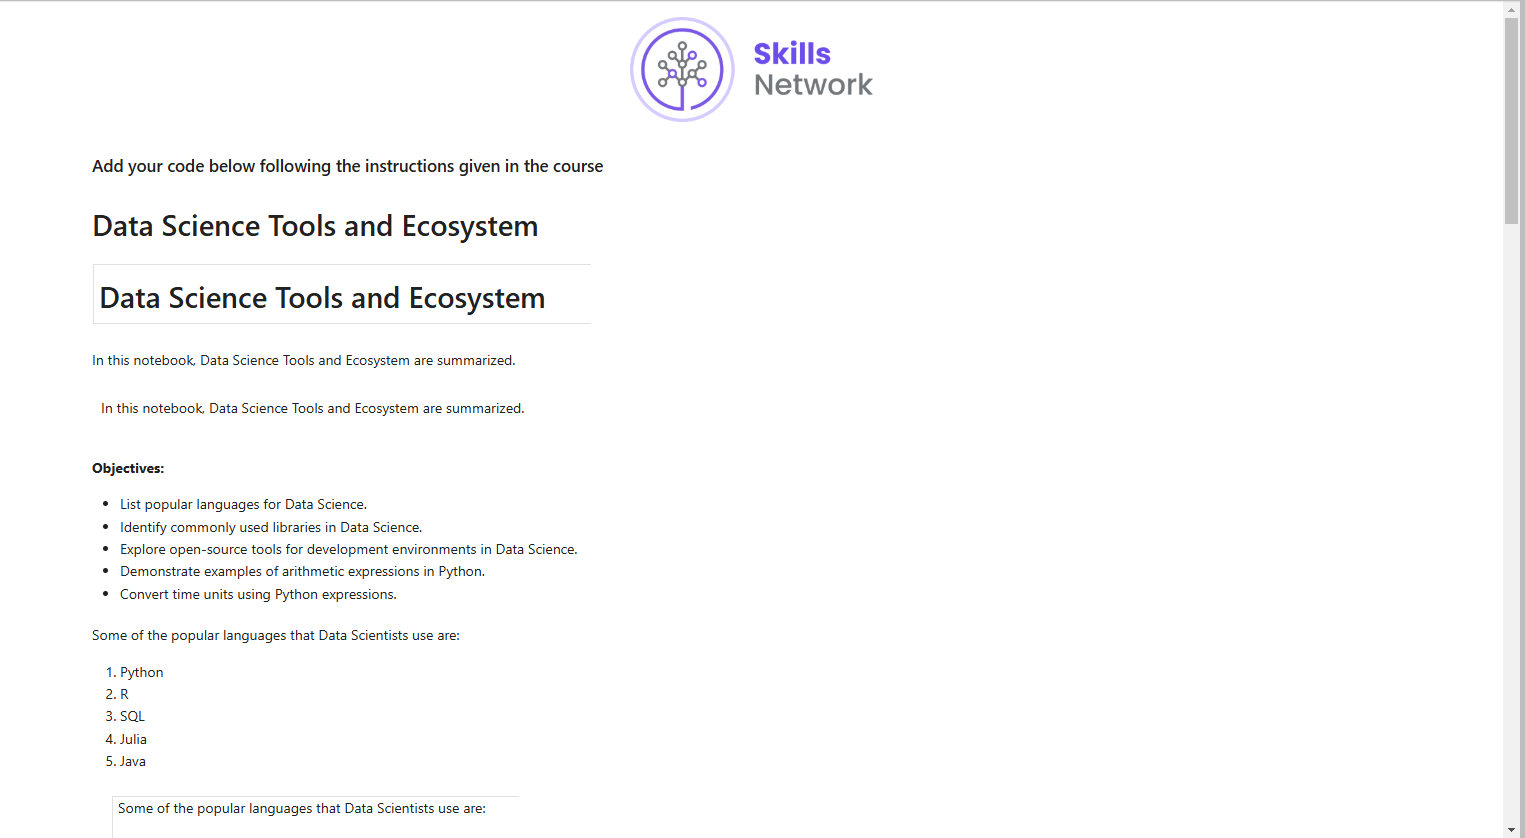 Skills
Network
Add your code below following the instructions given in the course
Data Science Tools and Ecosystem
Data Science Tools and Ecosystem
In this notebook, Data Science Tools and Ecosystem are summarized.
In this notebook, Data Science Tools and Ecosystem are summarized.
Objectives:
• List popular languages for Data Science.
• Identify commonly used libraries in Data Science.
• Explore open-source tools for development environments in Data Science.
• Demonstrate examples of arithmetic expressions in Python.
• Convert time units using Python expressions.
Some of the popular languages that Data Scientists use are:
1. Python
2. R
3. SQL
4. Julia
5. Java
Some of the popular languages that Data Scientists use are: